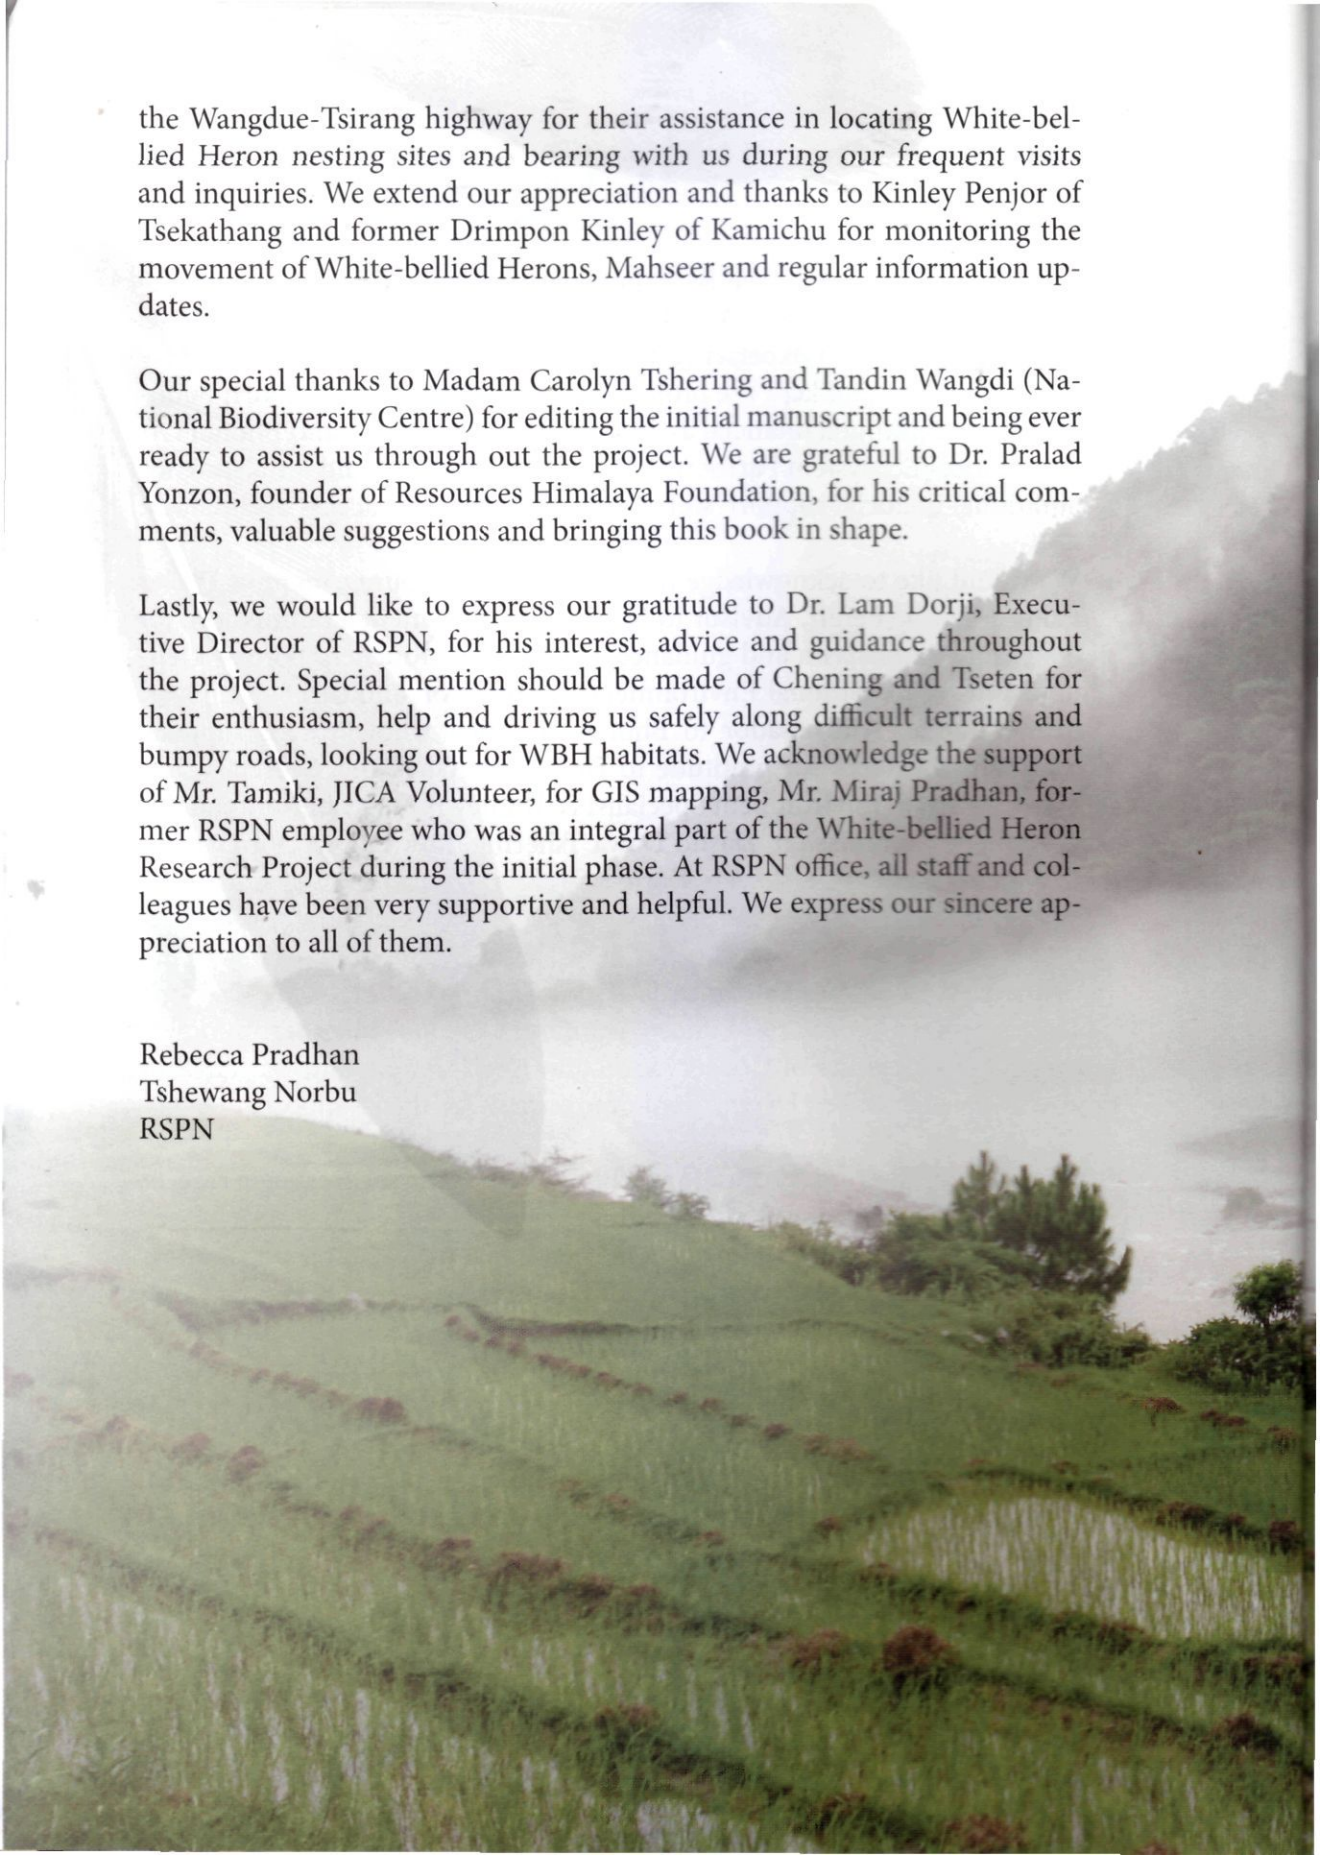 the Wangdue-Tsirang highway for their assistance in locating White-bel-
lied Heron nesting sites and bearing with us during our frequent visits
and inquiries. We extend our appreciation and thanks to Kinley Penjor of
Tsekathang and former Drimpon Kinley of Kamichu for monitoring the
movement of White-bellied Herons, Mahseer and regular information up-
dates.

Our special thanks to Madam Carolyn Tshering and Tandin Wangdi (Na-
tional Biodiversity Centre) for editing the initial manuscript and being ever
ready to assist us through out the project. We are grateful to Dr. Pralad
Yonzon, founder of Resources Himalaya Foundation, for his critical com-
ments, valuable suggestions and bringing this book in shape.

Lastly, we would like to express our gratitude to Dr. Lam Dorji, Execu-
tive Director of RSPN, for his interest, advice and guidance throughout
the project. Special mention should be made of Chening and Tseten for
their enthusiasm, help and driving us safely along difficult terrains and
bumpy roads, looking out for WBH habitats. We acknowledge the support
of Mr. Tamiki, JICA Volunteer, for GIS mapping, Mr. Miraj Pradhan, for-
mer RSPN employee who was an integral part of the White-bellied Heron
Research Project during the initial phase. At RSPN office, all staff and col-
leagues have been very supportive and helpful. We express our sincere ap-
preciation to all of them.

Rebecca Pradhan
Tshewang Norbu
RSPN